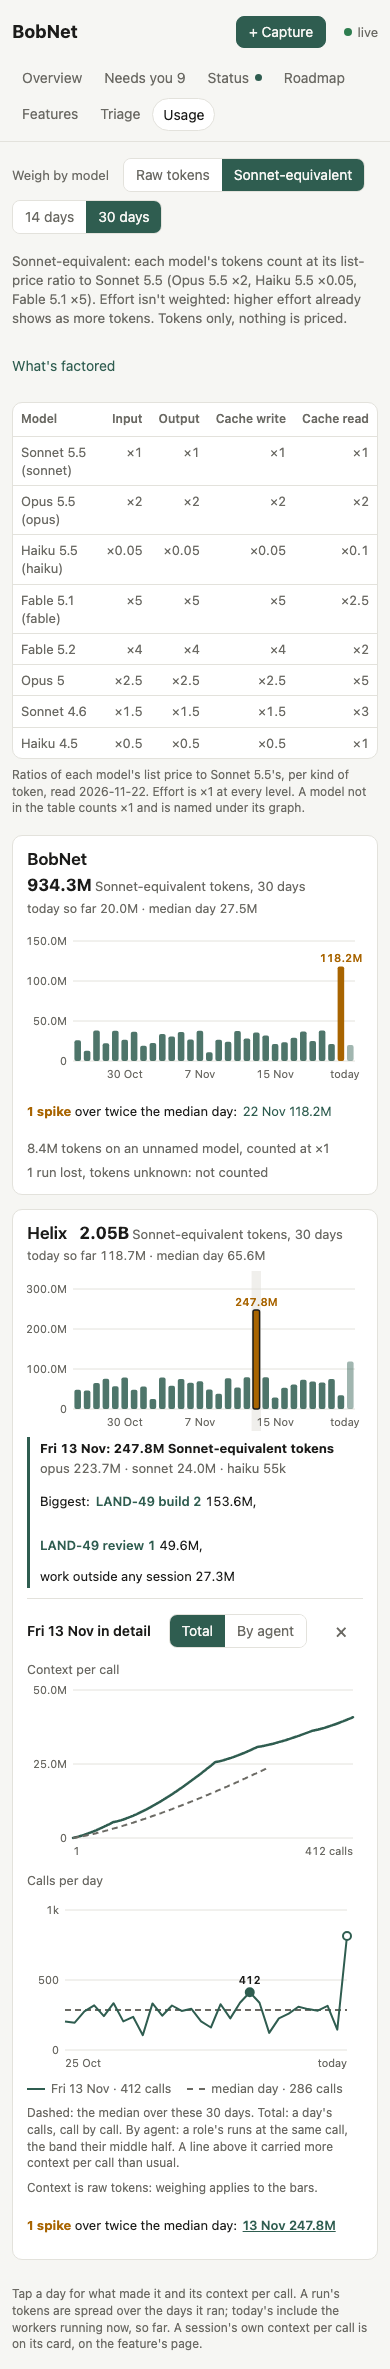 BobNet
+ Capture
live
Overview
Needs you 9
Status
Roadmap
Features
Triage
Usage
Weigh by model
Raw tokens
Sonnet-equivalent
14 days
30 days
Sonnet-equivalent: each model's tokens count at its list-
price ratio to Sonnet 5.5 (Opus 5.5 ×2, Haiku 5.5 ×0.05,
Fable 5.1 ×5). Effort isn't weighted: higher effort already
shows as more tokens. Tokens only, nothing is priced.
What's factored
Model Input Output Cache write Cache read
Sonnet 5.5 (sonnet) ×1 ×1 ×1 ×1
Opus 5.5 (opus) ×2 ×2 ×2 ×2
Haiku 5.5 (haiku) ×0.05 ×0.05 ×0.05 ×0.1
Fable 5.1 (fable) ×5 ×5 ×5 ×2.5
Fable 5.2 ×4 ×4 ×4 ×2
Opus 5 ×2.5 ×2.5 ×2.5 ×5
Sonnet 4.6 ×1.5 ×1.5 ×1.5 ×3
Haiku 4.5 ×0.5 ×0.5 ×0.5 ×1
Ratios of each model's list price to Sonnet 5.5's, per kind of
token, read 2026-11-22. Effort is ×1 at every level. A model not
in the table counts ×1 and is named under its graph.
BobNet
934.3M Sonnet-equivalent tokens, 30 days
today so far 20.0M · median day 27.5M
150.0M
118.2M
100.0M
50.0M
0
30 Oct
7 Nov
15 Nov
today
1 spike over twice the median day: 22 Nov 118.2M
8.4M tokens on an unnamed model, counted at ×1
1 run lost, tokens unknown: not counted
Helix 2.05B Sonnet-equivalent tokens, 30 days
today so far 118.7M · median day 65.6M
300.0M
247.8M
200.0M
100.0M
0
30 Oct
7 Nov
15 Nov
today
Fri 13 Nov: 247.8M Sonnet-equivalent tokens
opus 223.7M · sonnet 24.0M · haiku 55k
Biggest: LAND-49 build 2 153.6M,
LAND-49 review 1 49.6M,
work outside any session 27.3M
Fri 13 Nov in detail
Total
By agent
×
Context per call
50.0M
25.0M
0
1
412 calls
Calls per day
1k
500
412
0
25 Oct
today
Fri 13 Nov · 412 calls
median day · 286 calls
Dashed: the median over these 30 days. Total: a day's
calls, call by call. By agent: a role's runs at the same call,
the band their middle half. A line above it carried more
context per call than usual.
Context is raw tokens: weighing applies to the bars.
1 spike over twice the median day: 13 Nov 247.8M
Tap a day for what made it and its context per call. A run's
tokens are spread over the days it ran; today's include the
workers running now, so far. A session's own context per call is
on its card, on the feature's page.